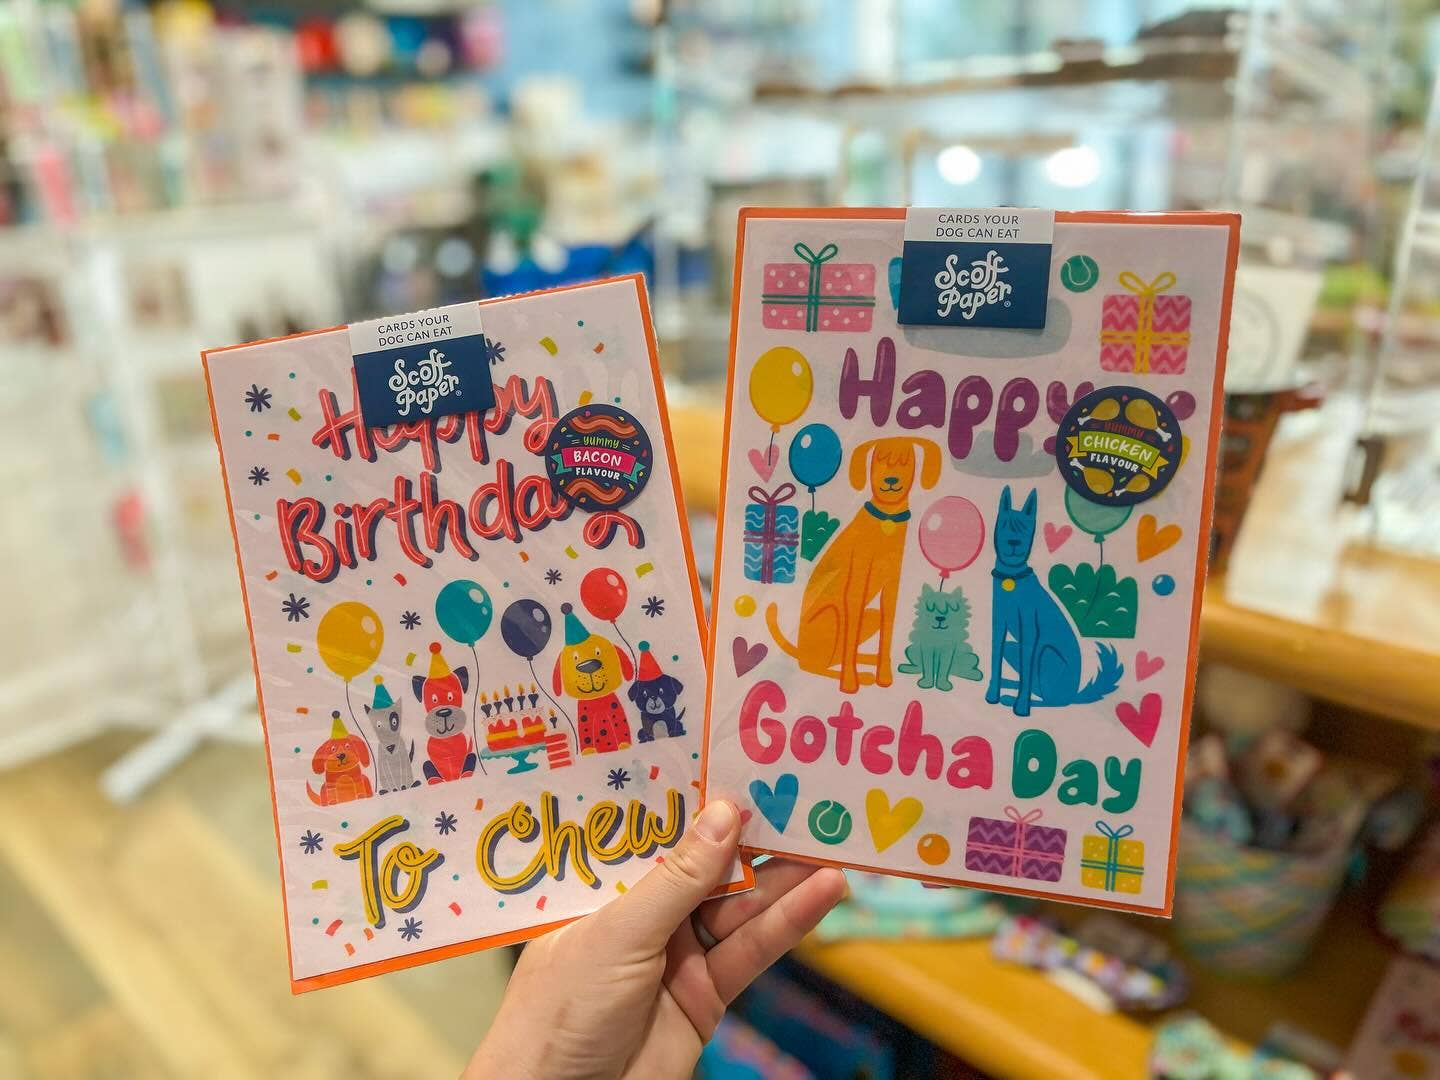 CARDS YOUR
DOG CAN EAT
Scoff
Paper
Happy
Birthday
YUMMY
BACON
FLAVOUR
To Chew
CARDS YOUR
DOG CAN EAT
Scoff
Paper®
Happy
YUMMY
CHICKEN
FLAVOUR
Gotcha Day